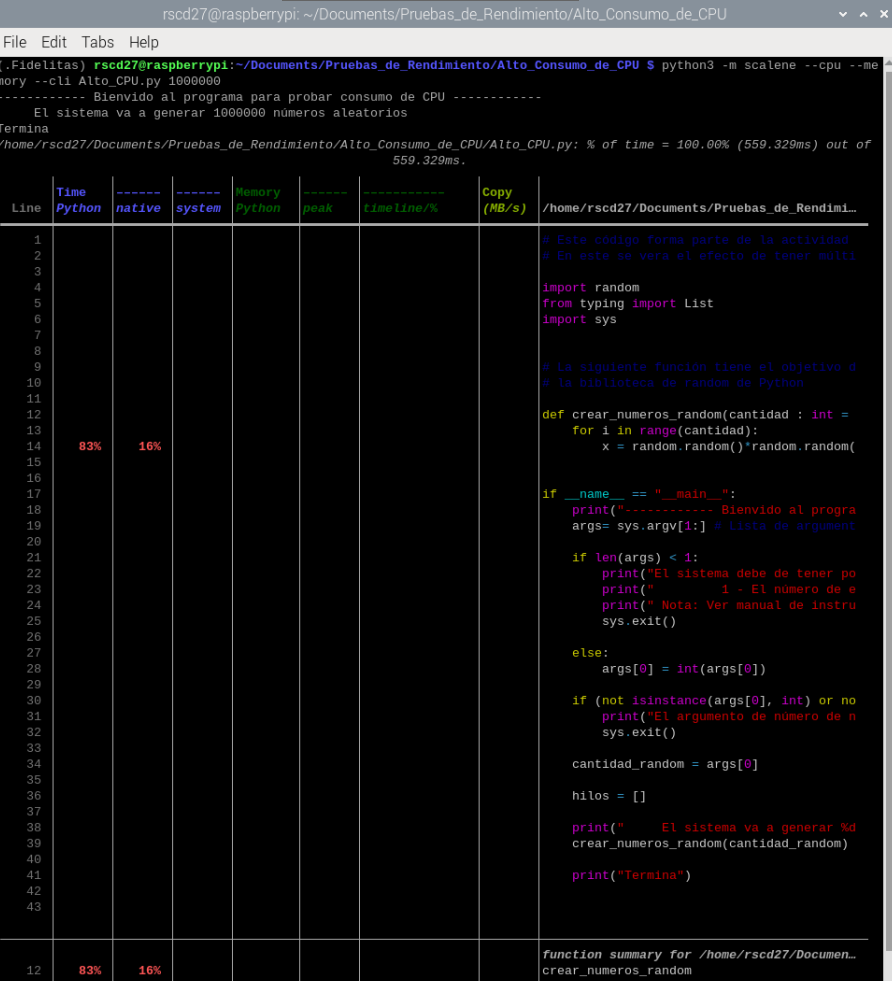 rscd27@raspberrypi: ~/Documents/Pruebas_de_Rendimiento/Alto_Consumo_de_CPU
File Edit Tabs Help
(.Fidelitas) rscd27@raspberrypi:~/Documents/Pruebas_de_Rendimiento/Alto_Consumo_de_CPU $ python3 -m scalene --cpu --me
mory --cli Alto_CPU.py 1000000
------------ Bienvido al programa para probar consumo de CPU ------------
El sistema va a generar 1000000 números aleatorios
Termina
/home/rscd27/Documents/Pruebas_de_Rendimiento/Alto_Consumo_de_CPU/Alto_CPU.py: % of time = 100.00% (559.329ms) out of
559.329ms.
Time –––––– –––––– Memory –––––– ––––––––––– Copy
Line Python native system Python peak timeline/% (MB/s) /home/rscd27/Documents/Pruebas_de_Rendimi…
1 # Este código forma parte de la actividad
2 # En este se vera el efecto de tener múlti
3
4 import random
5 from typing import List
6 import sys
7
8
9 # La siguiente función tiene el objetivo d
10 # la biblioteca de random de Python
11
12 def crear_numeros_random(cantidad : int =
13 for i in range(cantidad):
14 83% 16% x = random.random()*random.random(
15
16
17 if __name__ == "__main__":
18 print("------------ Bienvido al progra
19 args= sys.argv[1:] # Lista de argument
20
21 if len(args) < 1:
22 print("El sistema debe de tener po
23 print(" 1 - El número de e
24 print(" Nota: Ver manual de instru
25 sys.exit()
26
27 else:
28 args[0] = int(args[0])
29
30 if (not isinstance(args[0], int) or no
31 print("El argumento de número de n
32 sys.exit()
33
34 cantidad_random = args[0]
35
36 hilos = []
37
38 print(" El sistema va a generar %d
39 crear_numeros_random(cantidad_random)
40
41 print("Termina")
42
43
function summary for /home/rscd27/Documen…
12 83% 16% crear_numeros_random